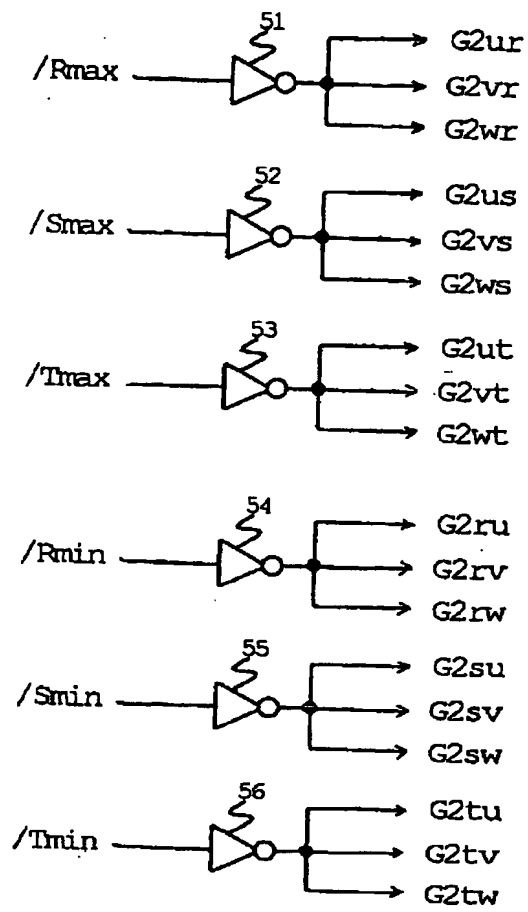 51
/Rmax
G2ur
G2vr
G2wr
52
/Smax
G2us
G2vs
G2ws
53
/Tmax
G2ut
G2vt
G2wt
54
/Rmin
G2ru
G2rv
G2rw
55
/Smin
G2su
G2sv
G2sw
56
/Tmin
G2tu
G2tv
G2tw